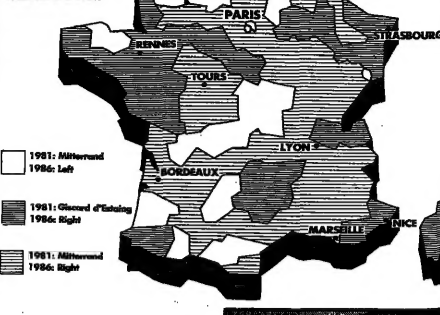 PARIS
STRASBOURG
RENNES
TOURS
LYON
1981: Mitterrand
1986: Left
BORDEAUX
1981: Giscard d'Estaing
1986: Right
NICE
MARSEILLE
1981: Mitterrand
1986: Right